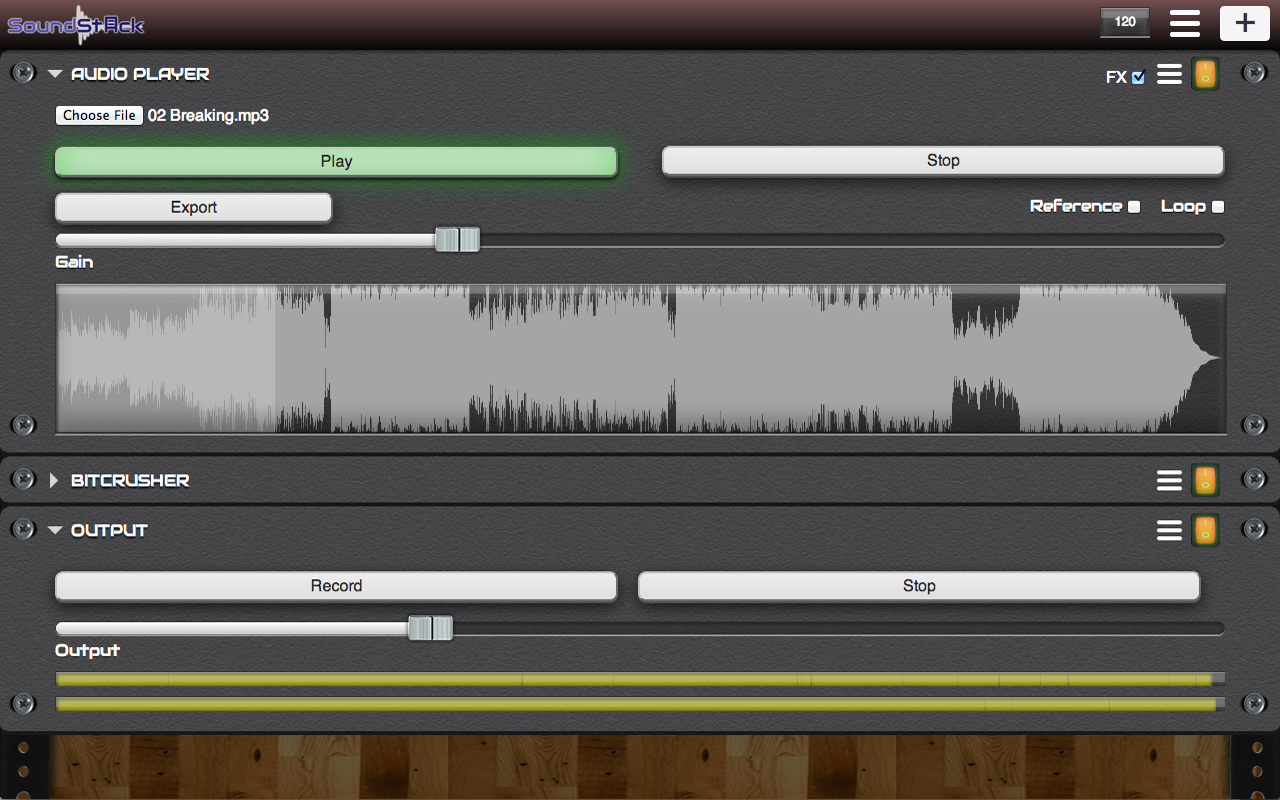 SoundStAck
120
AUDIO PLAYER
FX
Choose File 02 Breaking.mp3
Play
Stop
Export
Reference
Loop
Gain
BITCRUSHER
OUTPUT
Record
Stop
Output